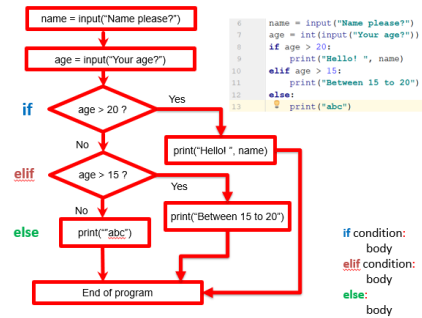 name = input("Name please?")
age = input("Your age?")
if
age > 20 ?
Yes
No
print("Hello! ", name)
elif
age > 15 ?
Yes
No
print("Between 15 to 20")
else
print(""abc")
End of program
6 name = input("Name please?")
7 age = int(input("Your age?"))
8 if age > 20:
9 print("Hello! ", name)
10 elif age > 15:
11 print("Between 15 to 20")
12 else:
13 print("abc")
if condition:
body
elif condition:
body
else:
body